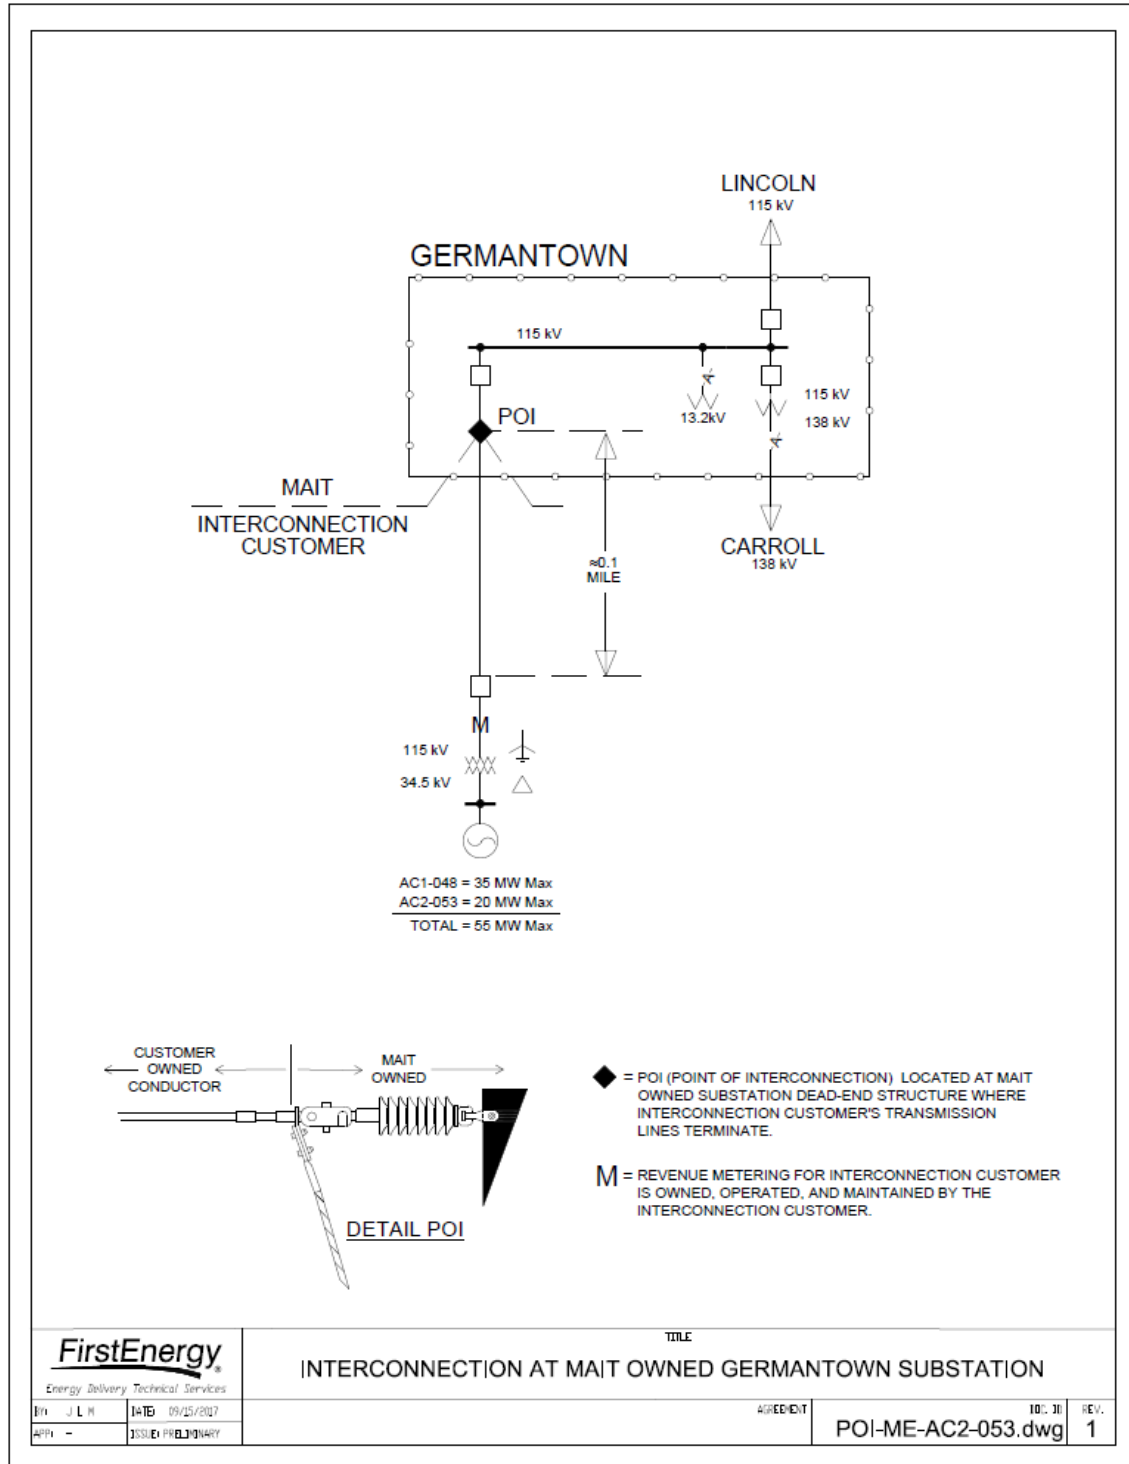 LINCOLN
115 kV
GERMANTOWN
115 kV
115 kV
13.2kV
138 kV
POI
MAIT
INTERCONNECTION
CUSTOMER
CARROLL
138 kV
≈0.1
MILE
M
115 kV
34.5 kV
AC1-048 = 35 MW Max
AC2-053 = 20 MW Max
TOTAL = 55 MW Max
CUSTOMER
OWNED
CONDUCTOR
MAIT
OWNED
DETAIL POI
= POI (POINT OF INTERCONNECTION) LOCATED AT MAIT
OWNED SUBSTATION DEAD-END STRUCTURE WHERE
INTERCONNECTION CUSTOMER'S TRANSMISSION
LINES TERMINATE.
M = REVENUE METERING FOR INTERCONNECTION CUSTOMER
IS OWNED, OPERATED, AND MAINTAINED BY THE
INTERCONNECTION CUSTOMER.
FirstEnergy®
Energy Delivery Technical Services
TITLE
INTERCONNECTION AT MAIT OWNED GERMANTOWN SUBSTATION
BY: J L M
DATE: 09/15/2017
APP: -
ISSUE: PRELIMINARY
AGREEMENT
DOC. ID
POI-ME-AC2-053.dwg
REV.
1